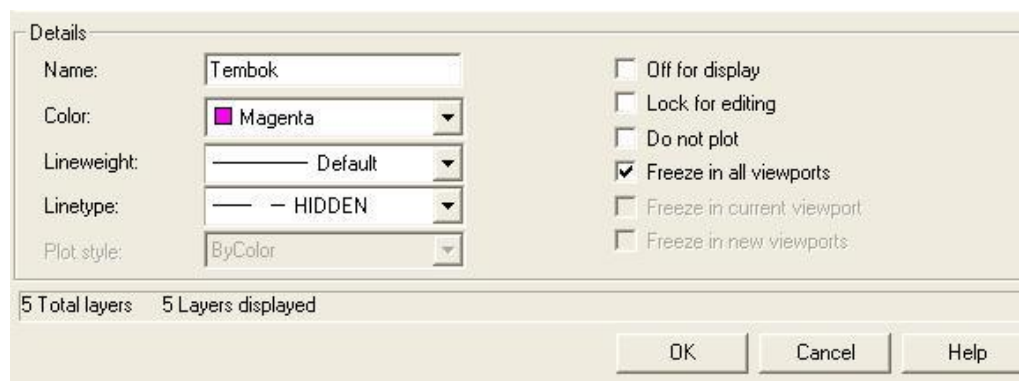 Details
Name: Tembok
Color: Magenta
Lineweight: Default
Linetype: HIDDEN
Plot style: ByColor
Off for display
Lock for editing
Do not plot
Freeze in all viewports
Freeze in current viewport
Freeze in new viewports
5 Total layers 5 Layers displayed
OK Cancel Help